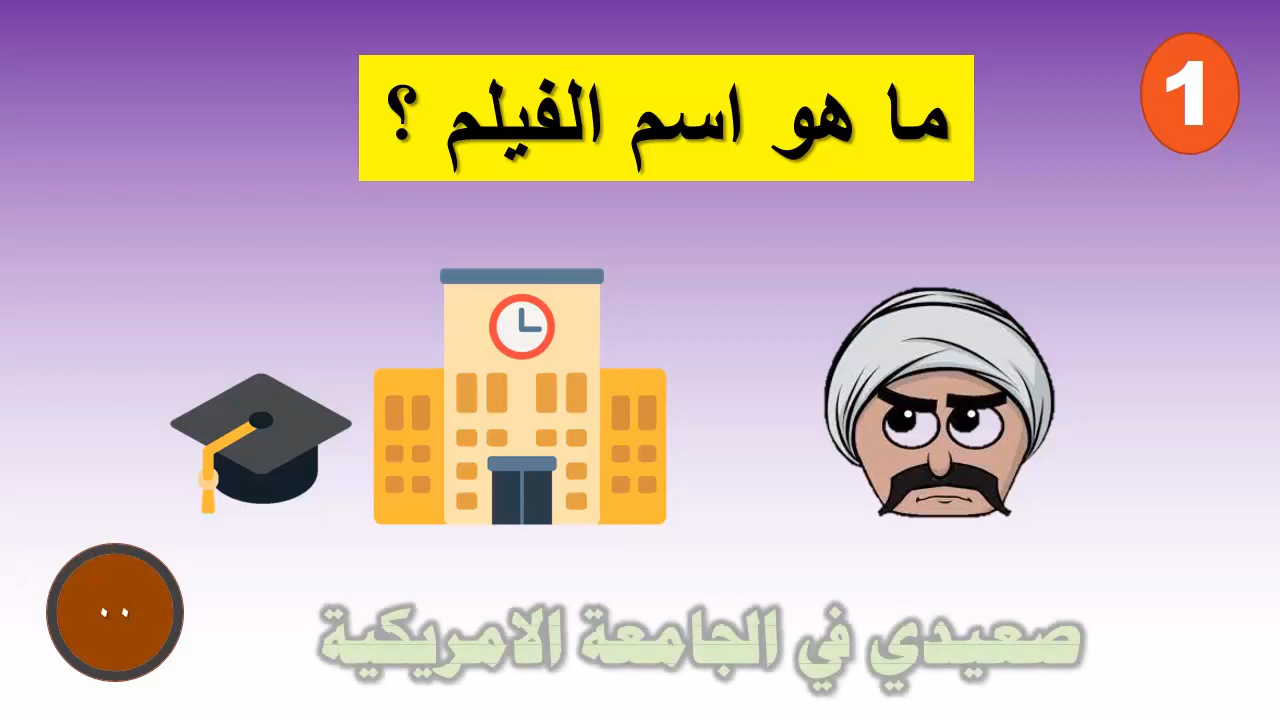 1
ما هو اسم الفيلم ؟
٠٠
صعيدي في الجامعة الامريكية